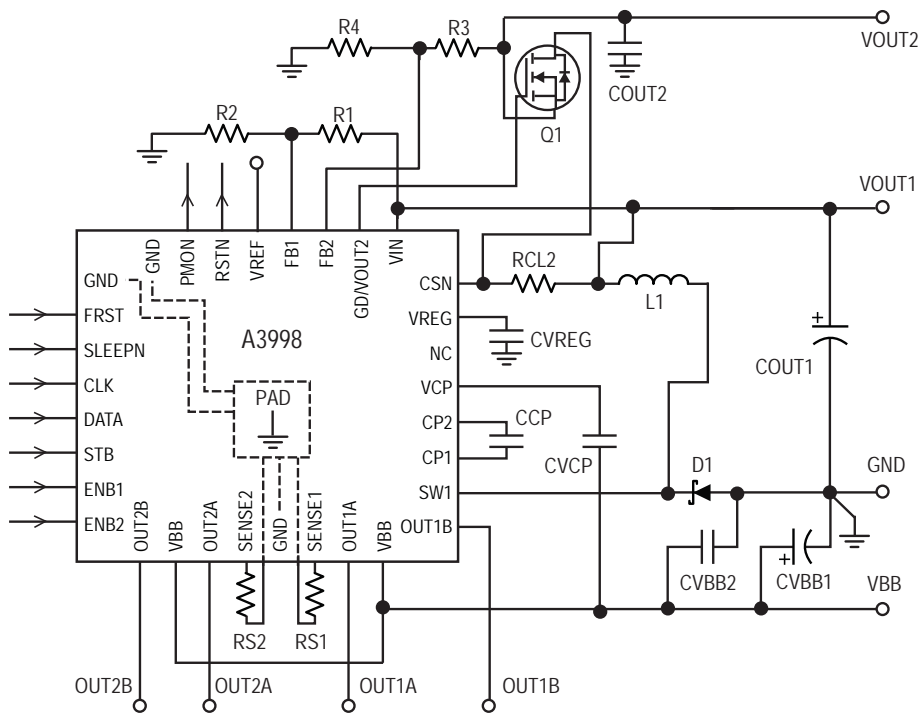 R4
R3
VOUT2
COUT2
R2
R1
Q1
VOUT1
GND
PMON
RSTN
VREF
FB1
FB2
GD/VOUT2
VIN
GND
CSN
RCL2
L1
FRST
VREG
CVREG
SLEEPN
A3998
NC
COUT1
+
CLK
PAD
VCP
DATA
CP2
CCP
CVCP
STB
CP1
D1
GND
ENB1
SW1
ENB2
OUT1B
OUT2B
VBB
OUT2A
SENSE2
GND
SENSE1
OUT1A
VBB
CVBB2
+
CVBB1
VBB
RS2
RS1
OUT2B
OUT2A
OUT1A
OUT1B